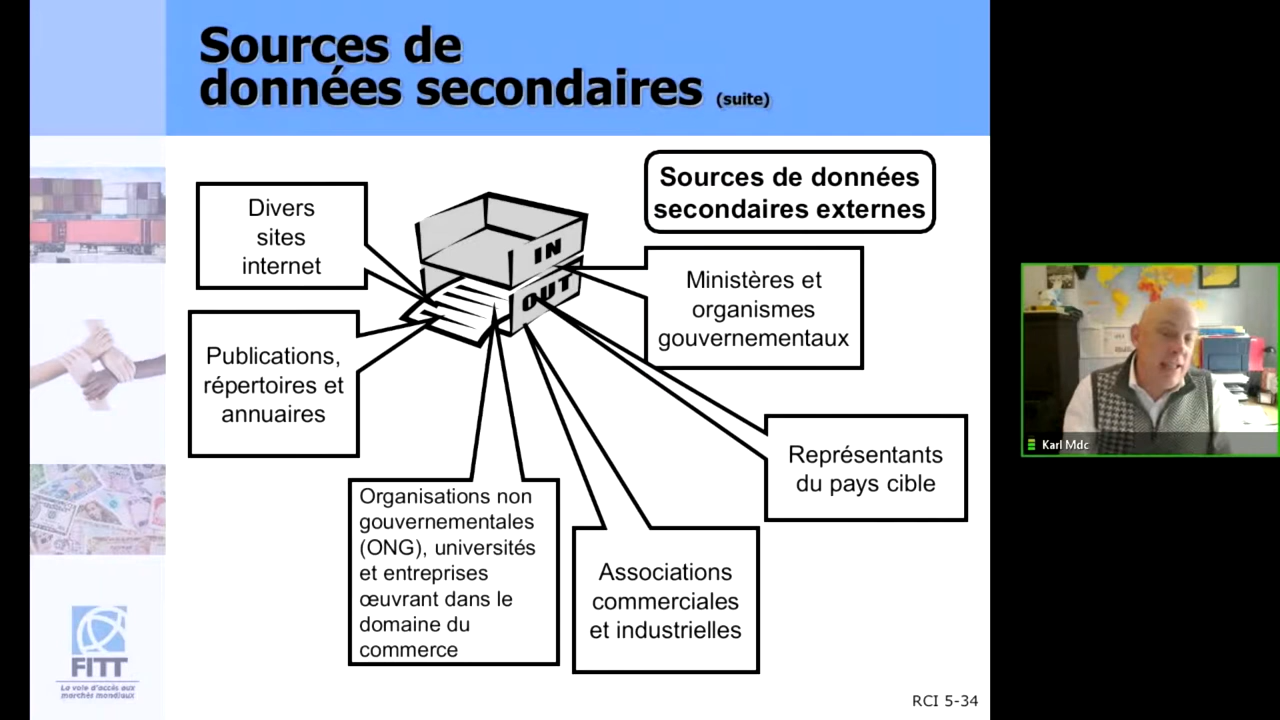 Sources de
données secondaires (suite)
Sources de données
secondaires externes
Divers
sites
internet
IN
OUT
Ministères et
organismes
gouvernementaux
Publications,
répertoires et
annuaires
Représentants
du pays cible
Organisations non
gouvernementales
(ONG), universités
et entreprises
œuvrant dans le
domaine du
commerce
Associations
commerciales
et industrielles
FITT
La voie d'accès aux
marchés mondiaux
RCI 5-34
Karl Mdc